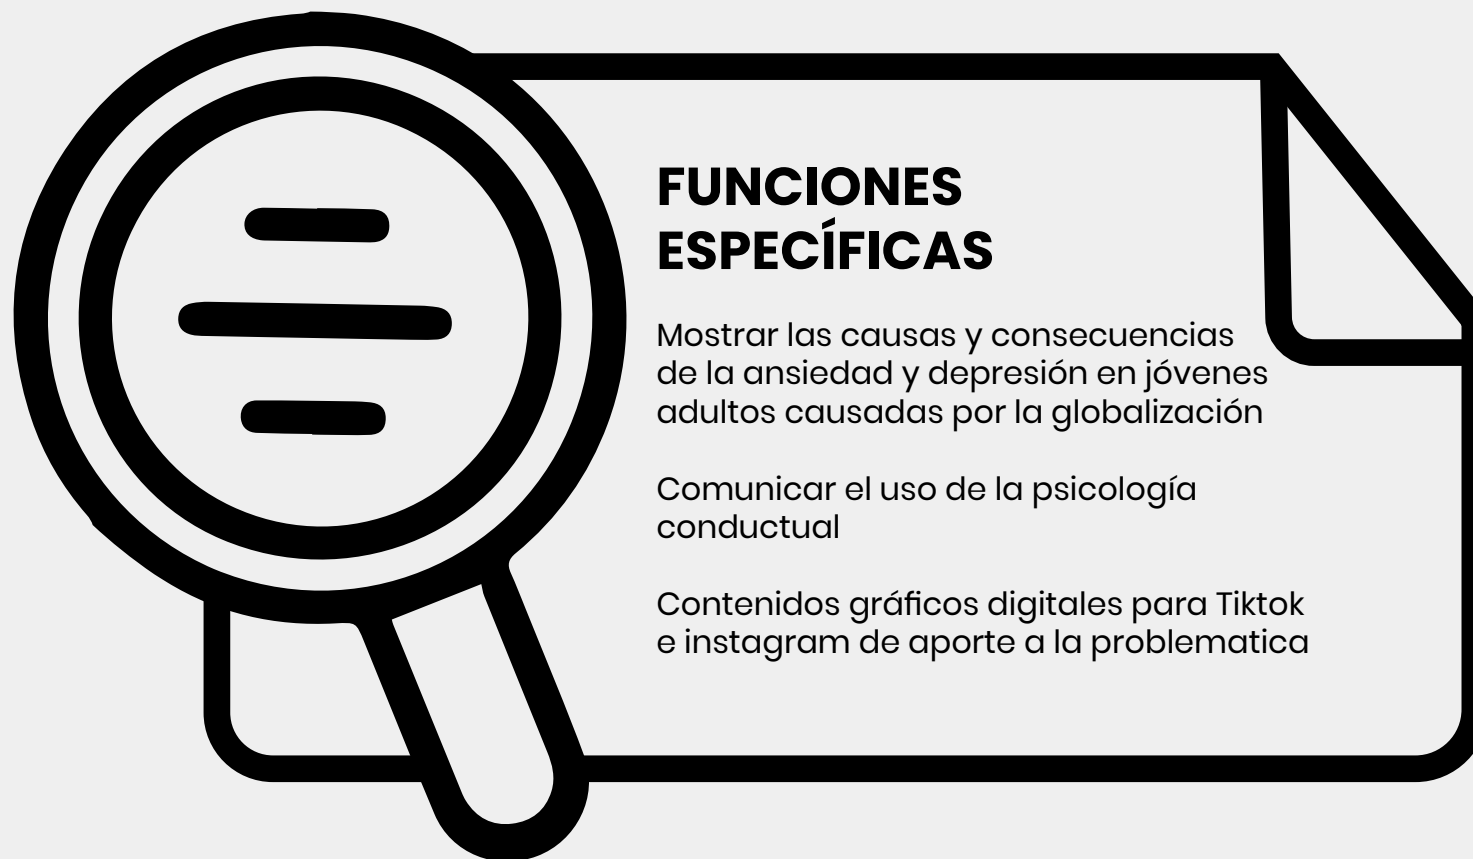 FUNCIONES
ESPECÍFICAS
Mostrar las causas y consecuencias
de la ansiedad y depresión en jóvenes
adultos causadas por la globalización
Comunicar el uso de la psicología
conductual
Contenidos gráficos digitales para Tiktok
e instagram de aporte a la problematica